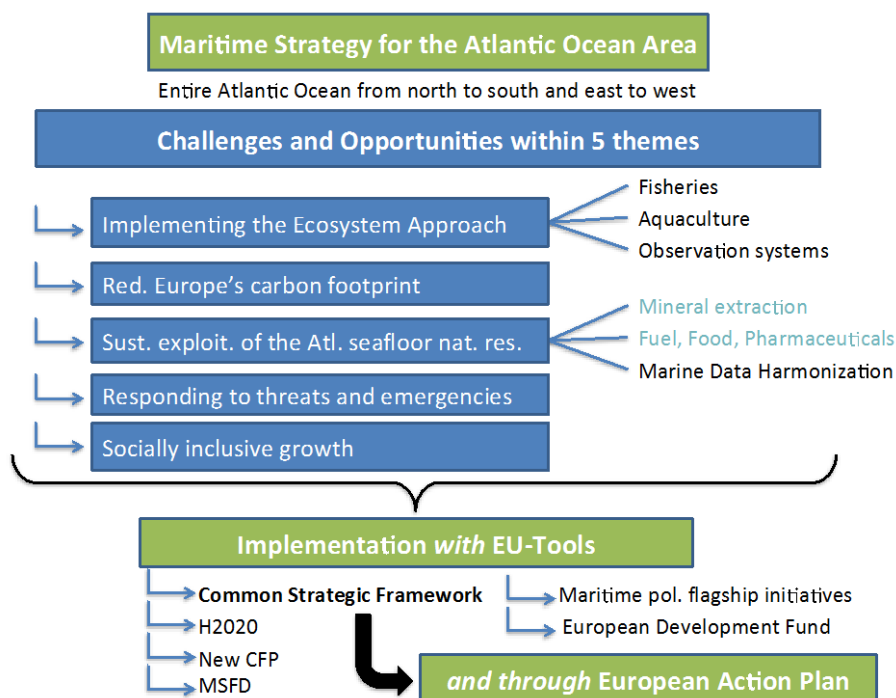 Maritime Strategy for the Atlantic Ocean Area
Entire Atlantic Ocean from north to south and east to west
Challenges and Opportunities within 5 themes
Implementing the Ecosystem Approach
Fisheries
Aquaculture
Observation systems
Red. Europe's carbon footprint
Sust. exploit. of the Atl. seafloor nat. res.
Mineral extraction
Fuel, Food, Pharmaceuticals
Marine Data Harmonization
Responding to threats and emergencies
Socially inclusive growth
Implementation with EU-Tools
Common Strategic Framework
H2020
New CFP
MSFD
Maritime pol. flagship initiatives
European Development Fund
and through European Action Plan